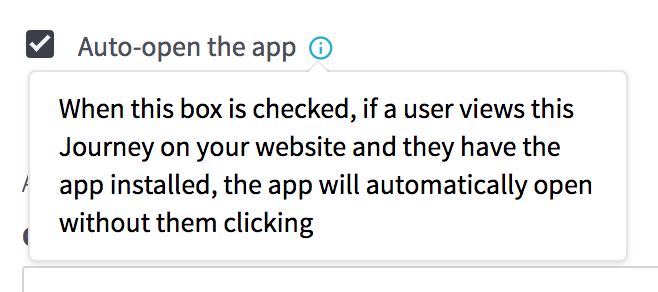 Auto-open the app
When this box is checked, if a user views this
Journey on your website and they have the
app installed, the app will automatically open
without them clicking